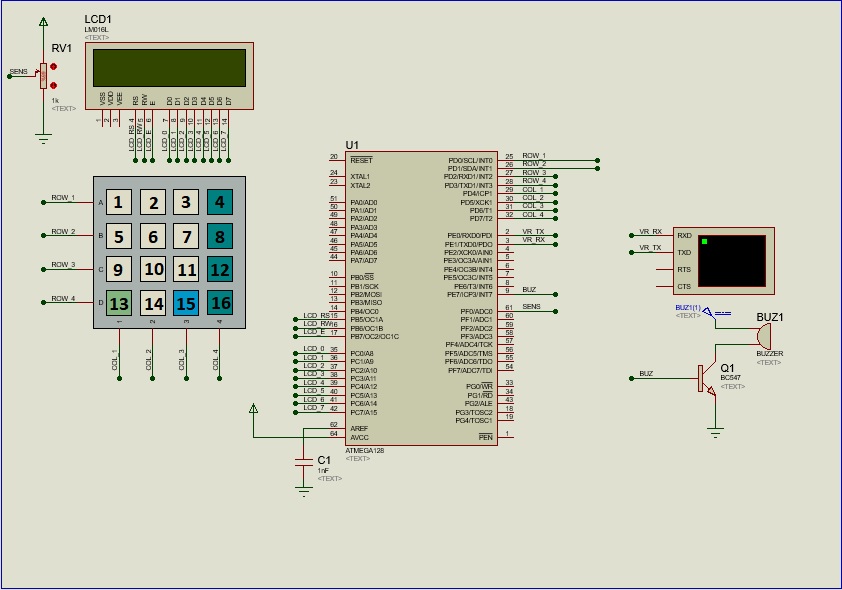 LCD1
LM016L
<TEXT>
RV1
SENS
1k
<TEXT>
VSS VDD VEE RS RW E D0 D1 D2 D3 D4 D5 D6 D7
1 2 3 4 5 6 7 8 9 10 11 12 13 14
LCD_RS LCD_RW LCD_E LCD_0 LCD_1 LCD_2 LCD_3 LCD_4 LCD_5 LCD_6 LCD_7
ROW_1 A 1 2 3 4
ROW_2 B 5 6 7 8
ROW_3 C 9 10 11 12
ROW_4 D 13 14 15 16
1 2 3 4
COL_1 COL_2 COL_3 COL_4
U1
20 RESET PD0/SCL/INT0 25 ROW_1
PD1/SDA/INT1 26 ROW_2
24 XTAL1 PD2/RXD1/INT2 27 ROW_3
23 XTAL2 PD3/TXD1/INT3 28 ROW_4
PD4/ICP1 29 COL_1
51 PA0/AD0 PD5/XCK1 30 COL_2
50 PA1/AD1 PD6/T1 31 COL_3
49 PA2/AD2 PD7/T2 32 COL_4
48 PA3/AD3
47 PA4/AD4 PE0/RXD0/PDI 2 VR_TX
46 PA5/AD5 PE1/TXD0/PDO 3 VR_RX
45 PA6/AD6 PE2/XCK0/AIN0 4
44 PA7/AD7 PE3/OC3A/AIN1 5
PE4/OC3B/INT4 6
10 PB0/SS PE5/OC3C/INT5 7
11 PB1/SCK PE6/T3/INT6 8
12 PB2/MOSI PE7/ICP3/INT7 9 BUZ
13 PB3/MISO
14 PB4/OC0 PF0/ADC0 61 SENS
LCD_RS 15 PB5/OC1A PF1/ADC1 60
LCD_RW 16 PB6/OC1B PF2/ADC2 59
LCD_E 17 PB7/OC2/OC1C PF3/ADC3 58
PF4/ADC4/TCK 57
LCD_0 35 PC0/A8 PF5/ADC5/TMS 56
LCD_1 36 PC1/A9 PF6/ADC6/TDO 55
LCD_2 37 PC2/A10 PF7/ADC7/TDI 54
LCD_3 38 PC3/A11
LCD_4 39 PC4/A12 PG0/WR 33
LCD_5 40 PC5/A13 PG1/RD 34
LCD_6 41 PC6/A14 PG2/ALE 43
LCD_7 42 PC7/A15 PG3/TOSC2 18
PG4/TOSC1 19
62 AREF
64 AVCC PEN 1
ATMEGA128
<TEXT>
C1
1nF
<TEXT>
VR_RX RXD
VR_TX TXD
RTS
CTS
BUZ1(1)
<TEXT>
BUZ1
BUZZER
<TEXT>
BUZ
Q1
BC547
<TEXT>